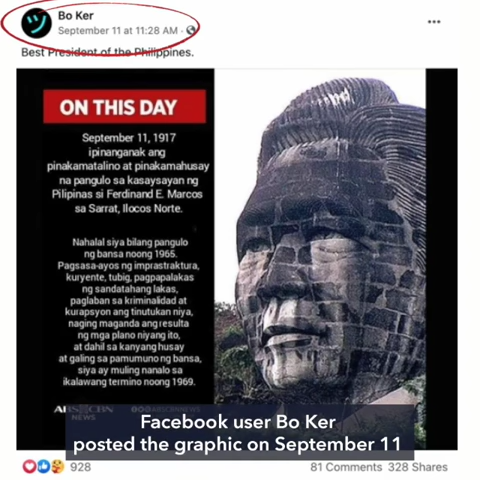 Bo Ker
September 11 at 11:28 AM
Best President of the Philippines.
ON THIS DAY
September 11, 1917
ipinanganak ang
pinakamatalino at pinakamahusay
na pangulo sa kasaysayan ng
Pilipinas si Ferdinand E. Marcos
sa Sarrat, Ilocos Norte.
Nahalal siya bilang pangulo
ng bansa noong 1965.
Pagsasa-ayos ng imprastraktura,
kuryente, tubig, pagpapalakas
ng sandatahang lakas,
paglaban sa kriminalidad at
kurapsyon ang tinutukan niya,
naging maganda ang resulta
ng mga plano niyang ito,
at dahil sa kanyang husay
at galing sa pamumuno ng bansa,
siya ay muling nanalo sa
ikalawang termino noong 1969.
ABS-CBN
NEWS
Facebook user Bo Ker
posted the graphic on September 11
928
81 Comments 328 Shares